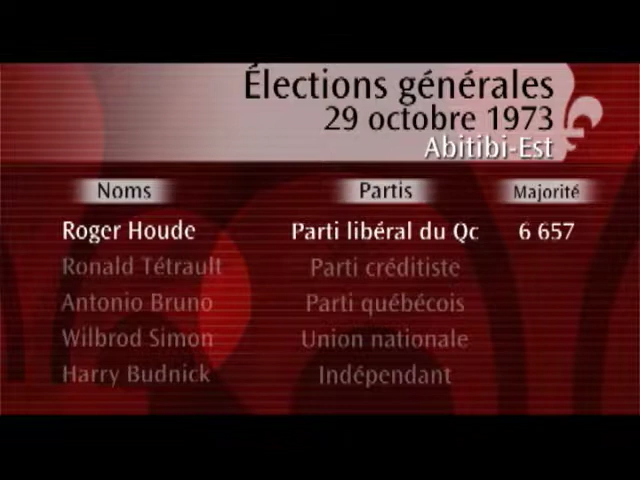 Élections générales
29 octobre 1973
Abitibi-Est
Noms Partis Majorité
Roger Houde Parti libéral du Qc 6 657
Ronald Tétrault Parti créditiste
Antonio Bruno Parti québécois
Wilbrod Simon Union nationale
Harry Budnick Indépendant